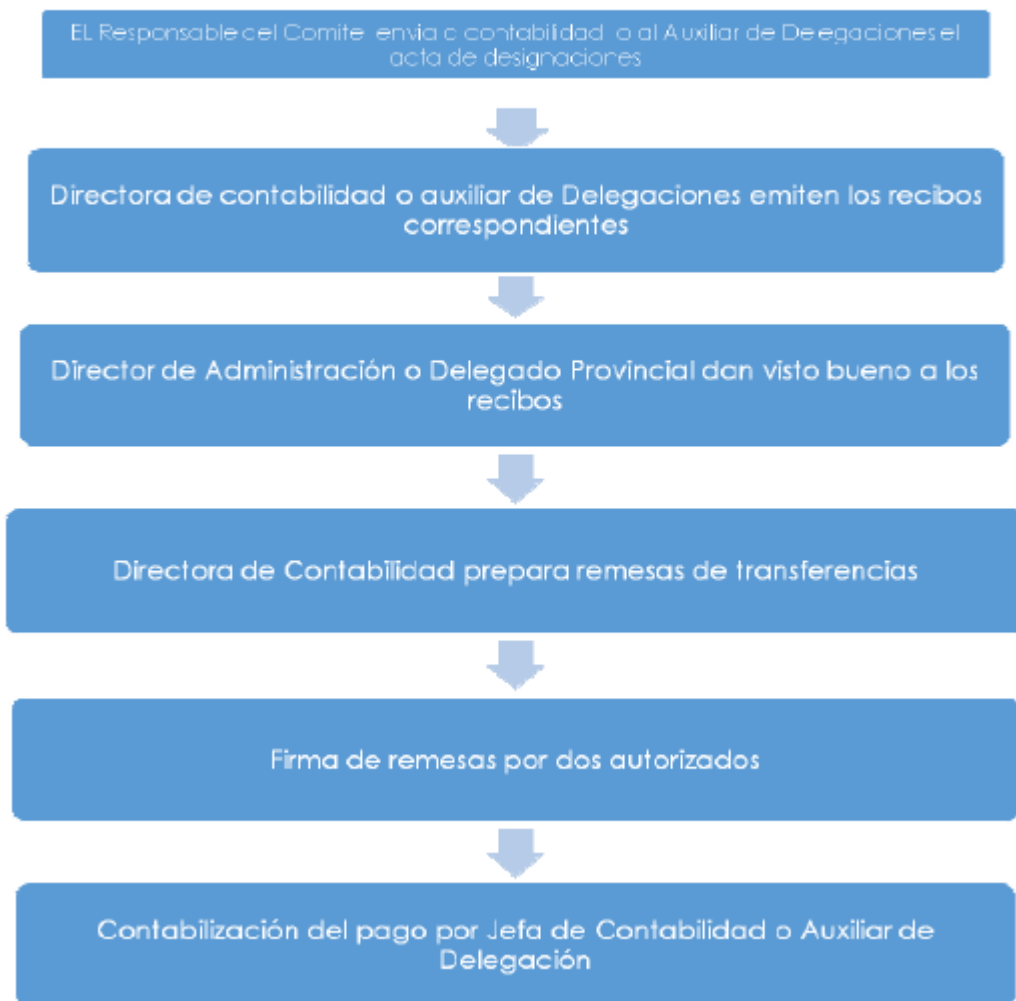 EL Responsable del Comite envia a contabilidad o al Auxiliar de Delegaciones el
acta de designaciones
Directora de contabilidad o auxiliar de Delegaciones emiten los recibos
correspondientes
Director de Administración o Delegado Provincial dan visto bueno a los
recibos
Directora de Contabilidad prepara remesas de transferencias
Firma de remesas por dos autorizados
Contabilización del pago por Jefa de Contabilidad o Auxiliar de
Delegación